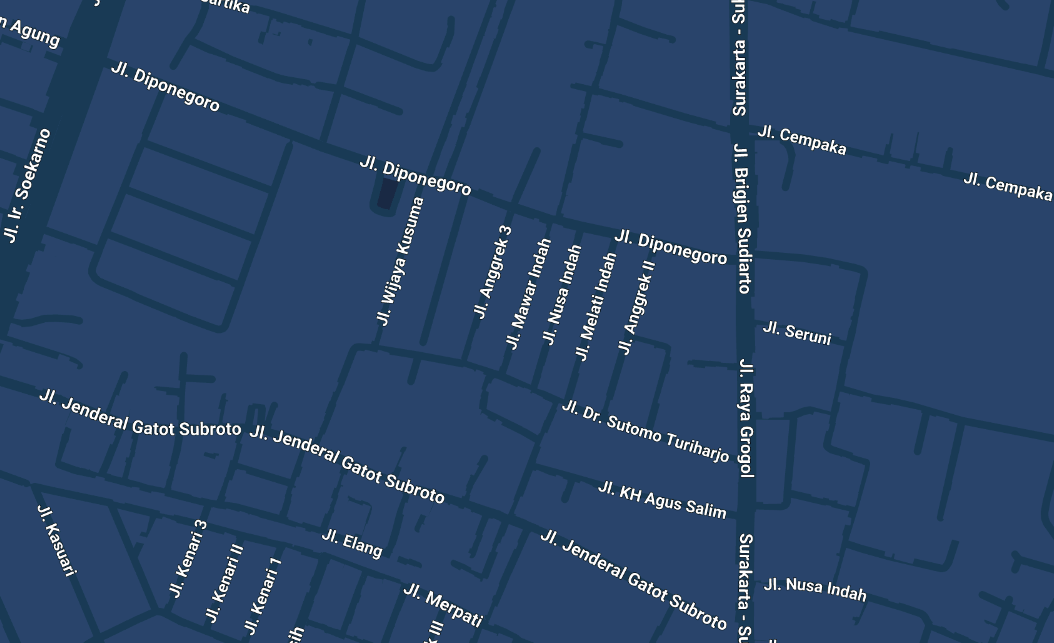 n Agung
Jl. Diponegoro
Jl. Ir. Soekarno
Jl. Diponegoro
Surakarta - Su
Jl. Cempaka
Jl. Cempaka
Jl. Brigjen Sudiarto
Jl. Diponegoro
Jl. Wijaya Kusuma
Jl. Anggrek 3
Jl. Mawar Indah
Jl. Nusa Indah
Jl. Melati Indah
Jl. Anggrek II
Jl. Seruni
Jl. Raya Grogol
Jl. Jenderal Gatot Subroto
Jl. Jenderal Gatot Subroto
Jl. Dr. Sutomo Turiharjo
Jl. KH Agus Salim
Jl. Kasuari
Jl. Kenari 3
Jl. Kenari II
Jl. Kenari 1
Jl. Elang
Jl. Merpati
Jl. Jenderal Gatot Subroto
Surakarta - Su
Jl. Nusa Indah
sih
k III